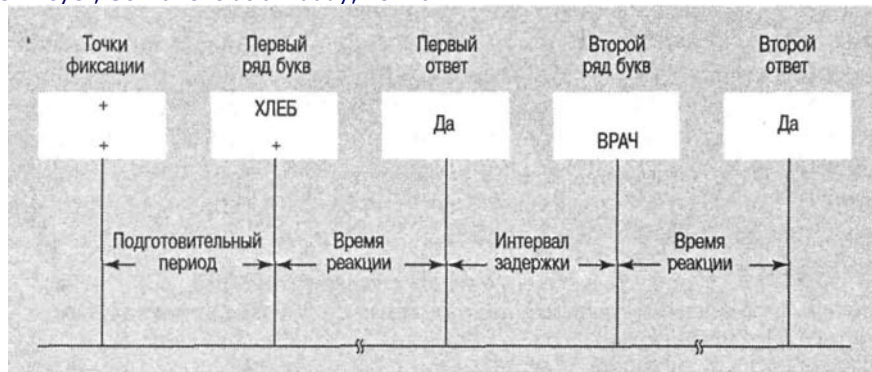 Точки
фиксации
Первый
ряд букв
Первый
ответ
Второй
ряд букв
Второй
ответ
+
+
ХЛЕБ
+
Да
ВРАЧ
Да
Подготовительный
период
Время
реакции
Интервал
задержки
Время
реакции